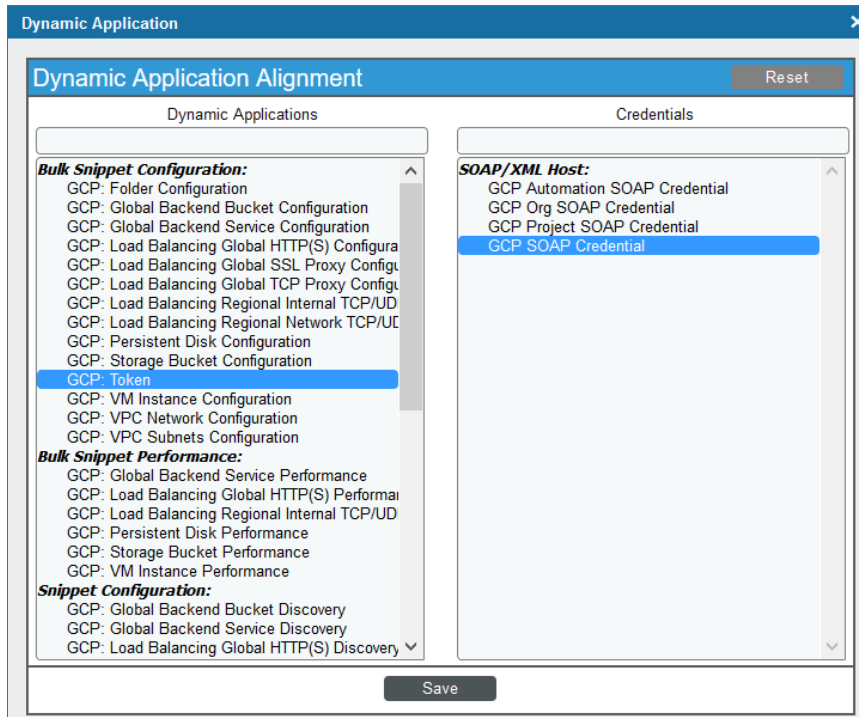 Dynamic Application
Dynamic Application Alignment
Reset
Dynamic Applications
Bulk Snippet Configuration:
GCP: Folder Configuration
GCP: Global Backend Bucket Configuration
GCP: Global Backend Service Configuration
GCP: Load Balancing Global HTTP(S) Configura
GCP: Load Balancing Global SSL Proxy Configu
GCP: Load Balancing Global TCP Proxy Configu
GCP: Load Balancing Regional Internal TCP/UD
GCP: Load Balancing Regional Network TCP/UD
GCP: Persistent Disk Configuration
GCP: Storage Bucket Configuration
GCP: Token
GCP: VM Instance Configuration
GCP: VPC Network Configuration
GCP: VPC Subnets Configuration
Bulk Snippet Performance:
GCP: Global Backend Service Performance
GCP: Load Balancing Global HTTP(S) Performa
GCP: Load Balancing Regional Internal TCP/UD
GCP: Persistent Disk Performance
GCP: Storage Bucket Performance
GCP: VM Instance Performance
Snippet Configuration:
GCP: Global Backend Bucket Discovery
GCP: Global Backend Service Discovery
GCP: Load Balancing Global HTTP(S) Discovery
Credentials
SOAP/XML Host:
GCP Automation SOAP Credential
GCP Org SOAP Credential
GCP Project SOAP Credential
GCP SOAP Credential
Save